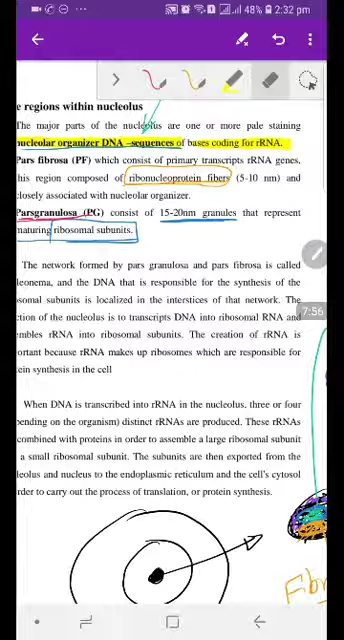 48% 2:32 pm
e regions within nucleolus
The major parts of the nucleolus are one or more pale staining
nucleolar organizer DNA –sequences of bases coding for rRNA.
Pars fibrosa (PF) which consist of primary transcripts rRNA genes,
his region composed of ribonucleoprotein fibers (5-10 nm) and
closely associated with nucleolar organizer.
Parsgranulosa (PG) consist of 15-20nm granules that represent
maturing ribosomal subunits.
The network formed by pars granulosa and pars fibrosa is called
leonema, and the DNA that is responsible for the synthesis of the
osomal subunits is localized in the interstices of that network. The
ction of the nucleolus is to transcripts DNA into ribosomal RNA and
7:56
embles rRNA into ribosomal subunits. The creation of rRNA is
ortant because rRNA makes up ribosomes which are responsible for
ein synthesis in the cell
When DNA is transcribed into rRNA in the nucleolus, three or four
pending on the organism) distinct rRNAs are produced. These rRNAs
combined with proteins in order to assemble a large ribosomal subunit
a small ribosomal subunit. The subunits are then exported from the
leolus and nucleus to the endoplasmic reticulum and the cell's cytosol
rder to carry out the process of translation, or protein synthesis.
Fibr